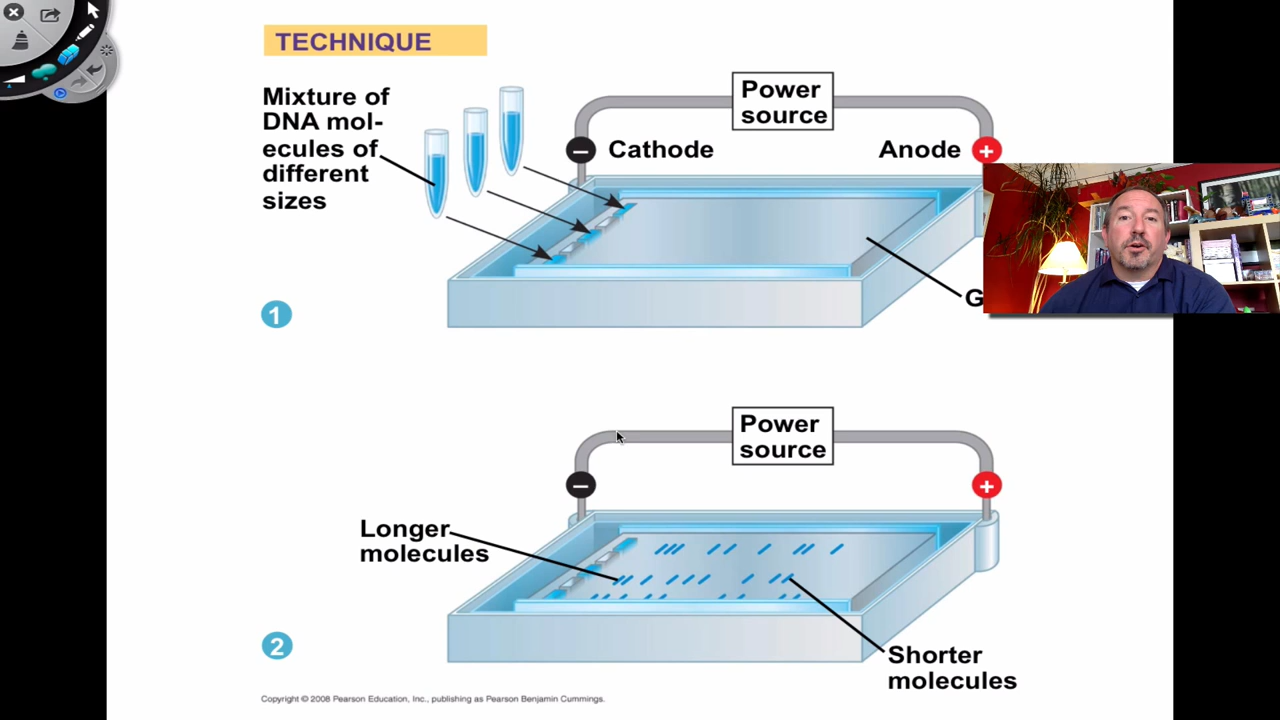 TECHNIQUE
Mixture of
DNA mol-
ecules of
different
sizes
Power
source
−
Cathode
Anode
+
G
1
Power
source
−
+
Longer
molecules
2
Shorter
molecules
Copyright © 2008 Pearson Education, Inc., publishing as Pearson Benjamin Cummings.